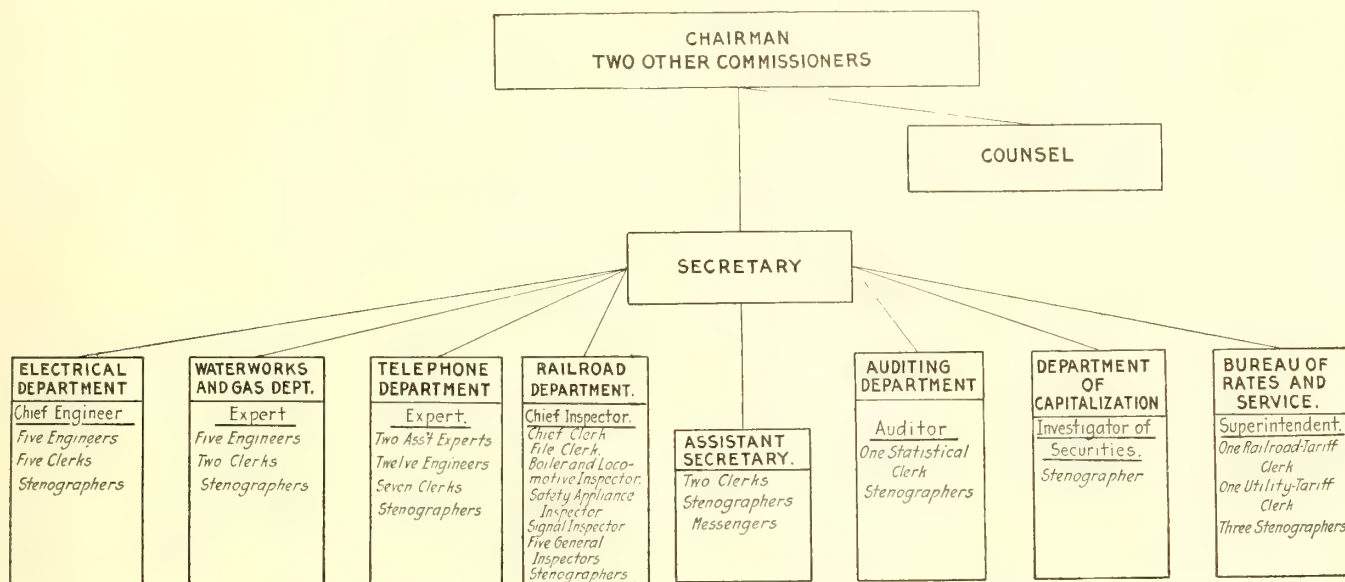 CHAIRMAN
TWO OTHER COMMISSIONERS
COUNSEL
SECRETARY
ELECTRICAL
DEPARTMENT
Chief Engineer
Five Engineers
Five Clerks
Stenographers
WATERWORKS
AND GAS DEPT.
Expert
Five Engineers
Two Clerks
Stenographers
TELEPHONE
DEPARTMENT
Expert.
Two Ass't Experts
Twelve Engineers
Seven Clerks
Stenographers
RAILROAD
DEPARTMENT.
Chief Inspector.
Chief Clerk
File Clerk.
Boiler and Loco-
motive Inspector.
Safety Appliance
Inspector
Signal Inspector
Five General
Inspectors
Stenographers
ASSISTANT
SECRETARY.
Two Clerks
Stenographers
Messengers
AUDITING
DEPARTMENT
Auditor
One Statistical
Clerk
Stenographers
DEPARTMENT
OF
CAPITALIZATION
Investigator of
Securities.
Stenographer
BUREAU OF
RATES AND
SERVICE.
Superintendent.
One Railroad-Tariff
Clerk
One Utility-Tariff
Clerk
Three Stenographers